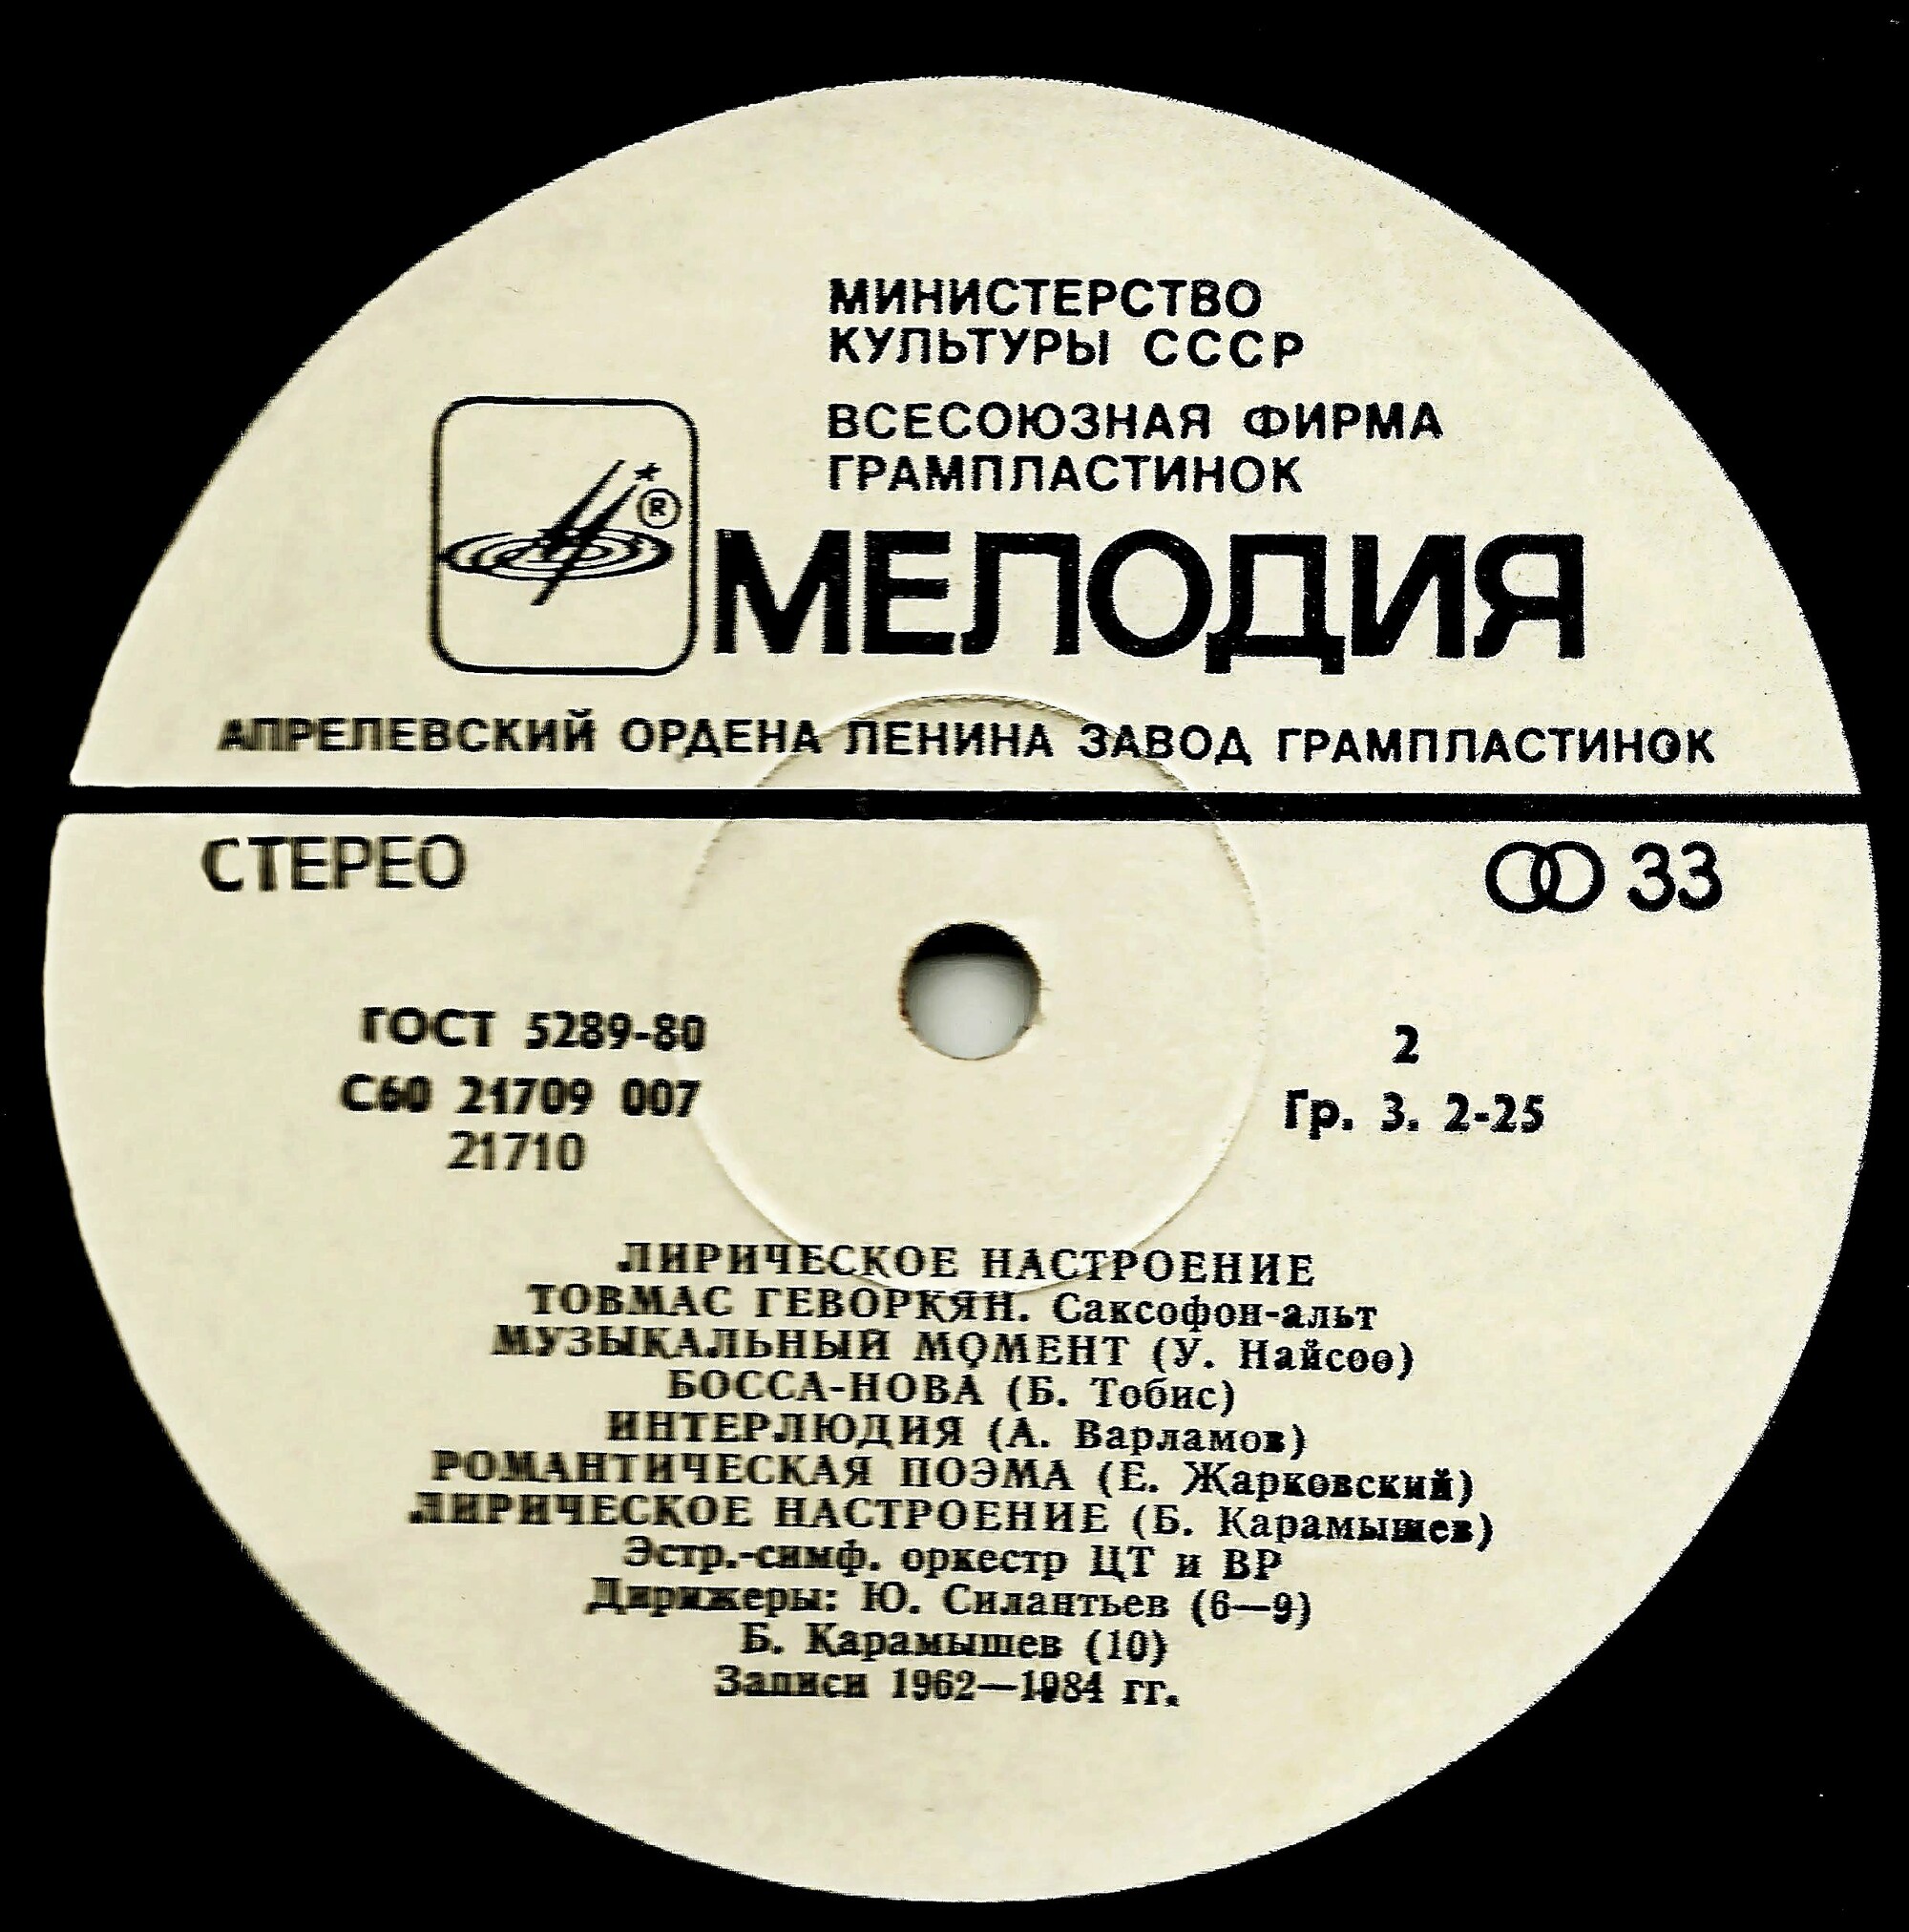 МИНИСТЕРСТВО
КУЛЬТУРЫ СССР
ВСЕСОЮЗНАЯ ФИРМА
ГРАМПЛАСТИНОК
®
МЕЛОДИЯ
АПРЕЛЕВСКИЙ ОРДЕНА ЛЕНИНА ЗАВОД ГРАМПЛАСТИНОК
СТЕРЕО
33
ГОСТ 5289-80
С60 21709 007
21710
2
Гр. 3. 2-25
ЛИРИЧЕСКОЕ НАСТРОЕНИЕ
ТОВМАС ГЕВОРКЯН. Саксофон-альт
МУЗЫКАЛЬНЫЙ МОМЕНТ (У. Найсоо)
БОССА-НОВА (Б. Тобис)
ИНТЕРЛЮДИЯ (А. Варламов)
РОМАНТИЧЕСКАЯ ПОЭМА (Е. Жарковский)
ЛИРИЧЕСКОЕ НАСТРОЕНИЕ (Б. Карамышев)
Эстр.-симф. оркестр ЦТ и ВР
Дирижеры: Ю. Силантьев (6—9)
Б. Карамышев (10)
Записи 1962—1984 гг.